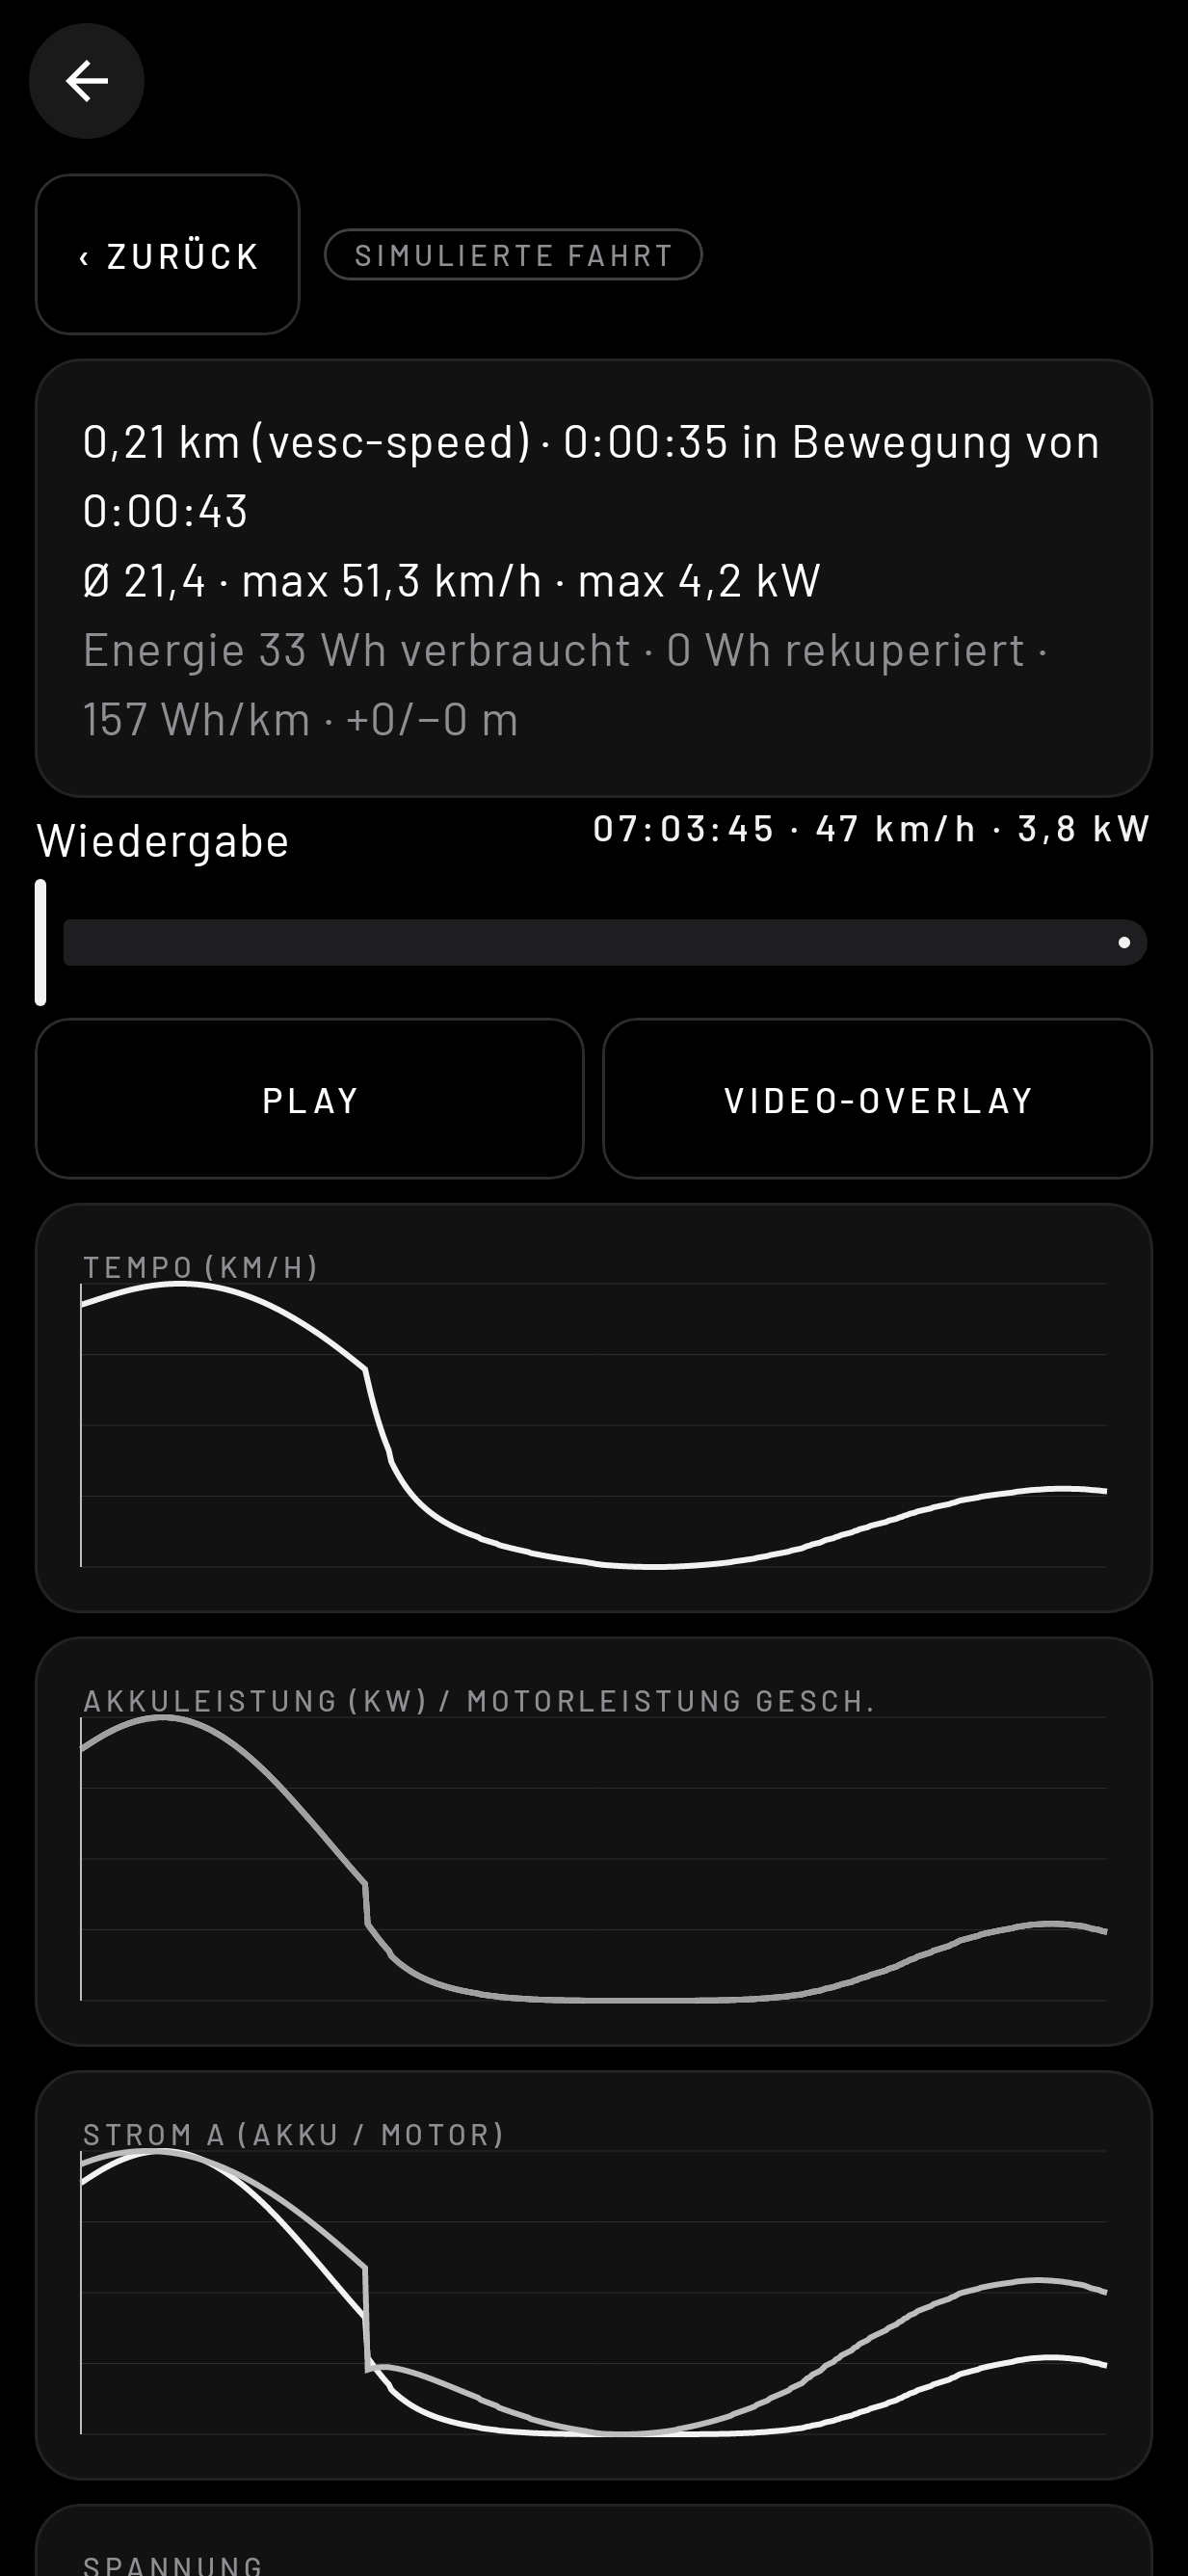 ‹ ZURÜCK
SIMULIERTE FAHRT
0,21 km (vesc-speed) · 0:00:35 in Bewegung von
0:00:43
Ø 21,4 · max 51,3 km/h · max 4,2 kW
Energie 33 Wh verbraucht · 0 Wh rekuperiert ·
157 Wh/km · +0/−0 m
Wiedergabe
07:03:45 · 47 km/h · 3,8 kW
PLAY
VIDEO-OVERLAY
TEMPO (KM/H)
AKKULEISTUNG (KW) / MOTORLEISTUNG GESCH.
STROM A (AKKU / MOTOR)
SPANNUNG